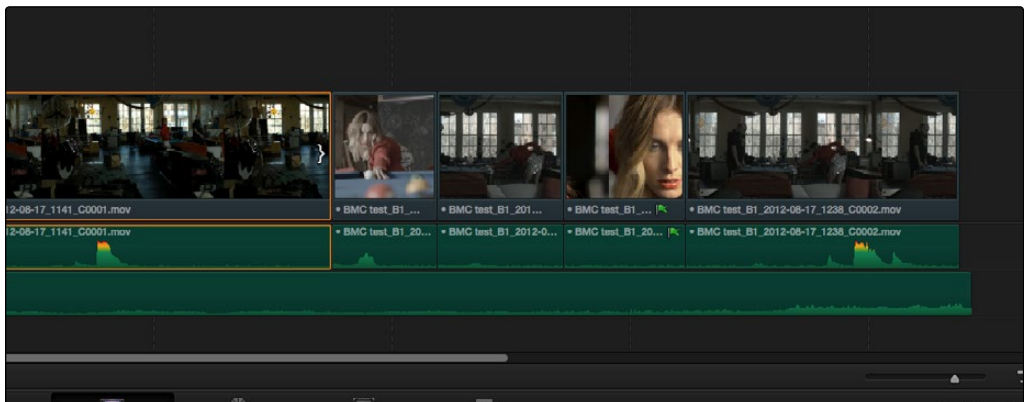 12-08-17_1141_C0001.mov
• BMC test_B1_...
• BMC test_B1_201...
• BMC test_B1_...
• BMC test_B1_2012-08-17_1238_C0002.mov
12-08-17_1141_C0001.mov
• BMC test_B1_20...
• BMC test_B1_2012-0...
• BMC test_B1_20...
• BMC test_B1_2012-08-17_1238_C0002.mov